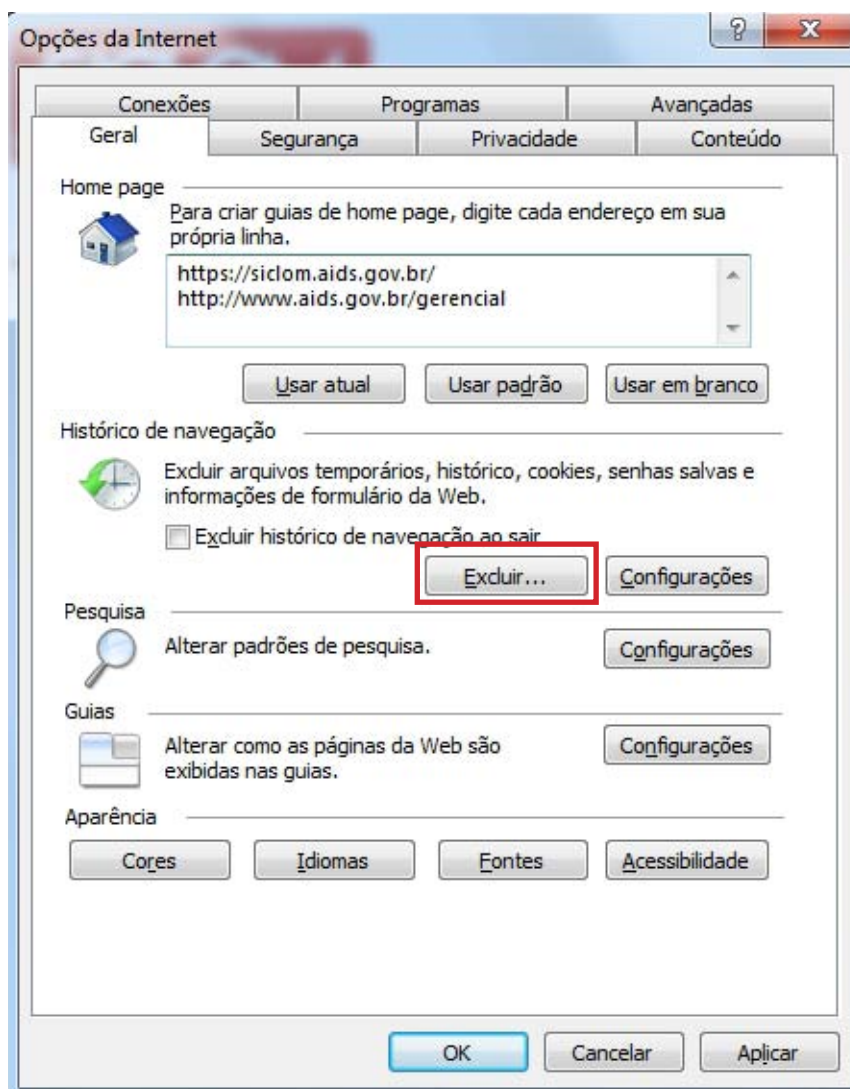 Opções da Internet
Conexões Programas Avançadas
Geral Segurança Privacidade Conteúdo
Home page
Para criar guias de home page, digite cada endereço em sua
própria linha.
https://siclom.aids.gov.br/
http://www.aids.gov.br/gerencial
Usar atual Usar padrão Usar em branco
Histórico de navegação
Excluir arquivos temporários, histórico, cookies, senhas salvas e
informações de formulário da Web.
Excluir histórico de navegação ao sair
Excluir... Configurações
Pesquisa
Alterar padrões de pesquisa.
Configurações
Guias
Alterar como as páginas da Web são
exibidas nas guias.
Configurações
Aparência
Cores Idiomas Fontes Acessibilidade
OK Cancelar Aplicar